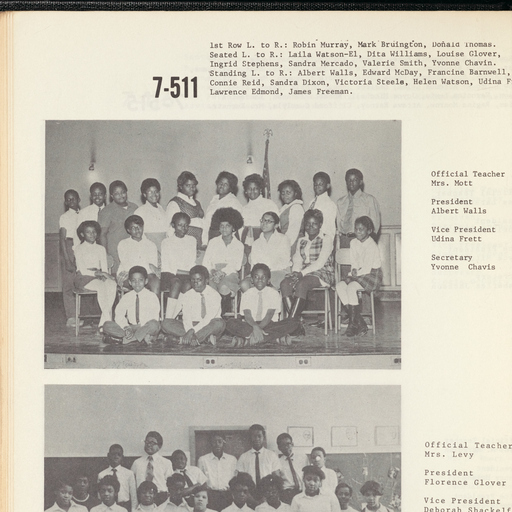 1st Row L. to R.: Robin Murray, Mark Bruington, Donald Thomas.
Seated L. to R.: Laila Watson-El, Dita Williams, Louise Glover,
Ingrid Stephens, Sandra Mercado, Valerie Smith, Yvonne Chavin.
Standing L. to R.: Albert Walls, Edward McDay, Francine Barnwell,
Connie Reid, Sandra Dixon, Victoria Steele, Helen Watson, Udina F
Lawrence Edmond, James Freeman.
7-511
Official Teacher
Mrs. Mott
President
Albert Walls
Vice President
Udina Frett
Secretary
Yvonne Chavis
Official Teacher
Mrs. Levy
President
Florence Glover
Vice President
Deborah Shackelf